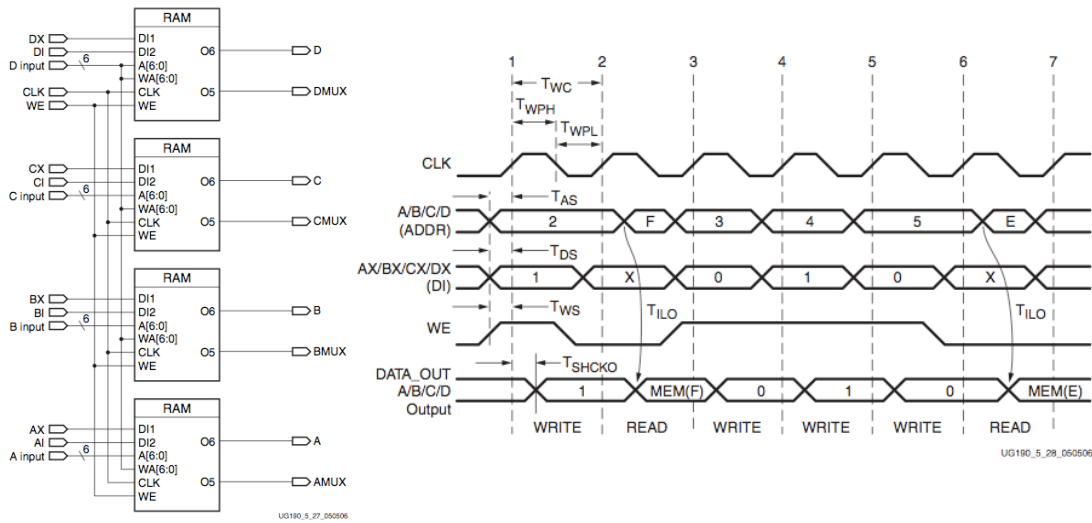 RAM
DX
DI
D input
6
CLK
WE
DI1
DI2
A[6:0]
WA[6:0]
CLK
WE
O6
O5
D
DMUX
RAM
CX
CI
C input
6
DI1
DI2
A[6:0]
WA[6:0]
CLK
WE
O6
O5
C
CMUX
RAM
BX
BI
B input
6
DI1
DI2
A[6:0]
WA[6:0]
CLK
WE
O6
O5
B
BMUX
RAM
AX
AI
A input
6
DI1
DI2
A[6:0]
WA[6:0]
CLK
WE
O6
O5
A
AMUX
UG190_5_27_050506
1 2 3 4 5 6 7
TWC
TWPH
TWPL
CLK
TAS
A/B/C/D
(ADDR)
2 F 3 4 5 E
TDS
AX/BX/CX/DX
(DI)
1 X 0 1 0 X
TWS
TILO
TILO
WE
TSHCKO
DATA_OUT
A/B/C/D
Output
1 MEM(F) 0 1 0 MEM(E)
WRITE READ WRITE WRITE WRITE READ
UG190_5_28_050506